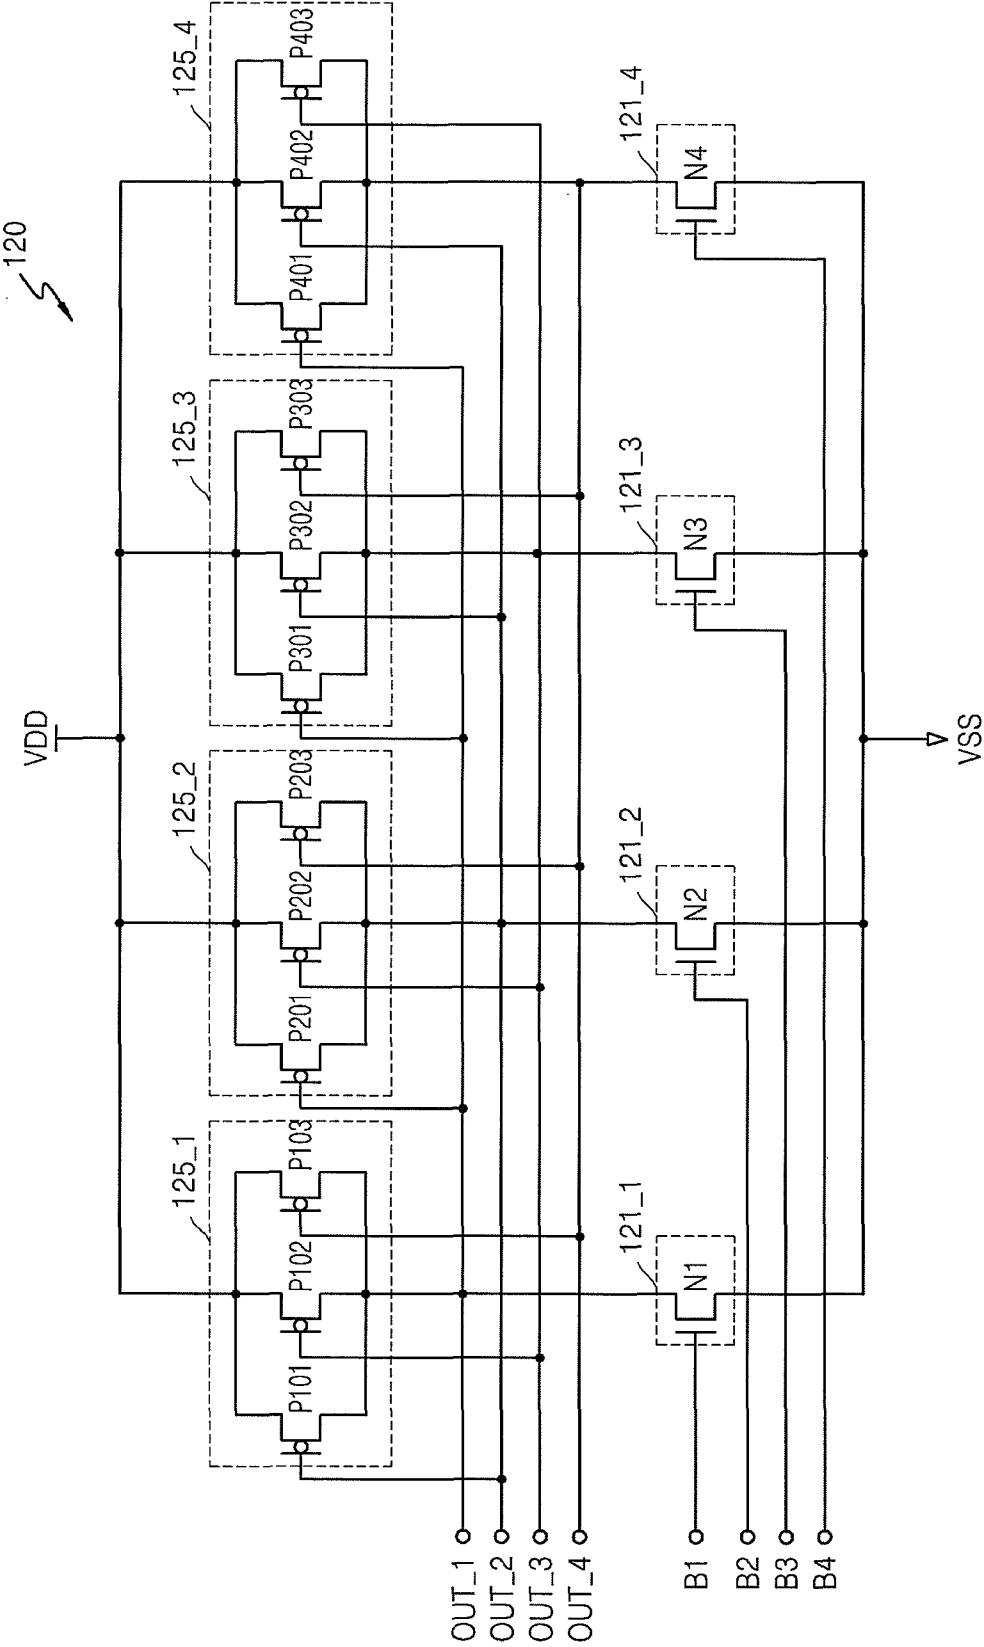 120
VDD
125_1
125_2
125_3
125_4
P101
P102
P103
P201
P202
P203
P301
P302
P303
P401
P402
P403
OUT_1
OUT_2
OUT_3
OUT_4
121_1
121_2
121_3
121_4
N1
N2
N3
N4
B1
B2
B3
B4
VSS